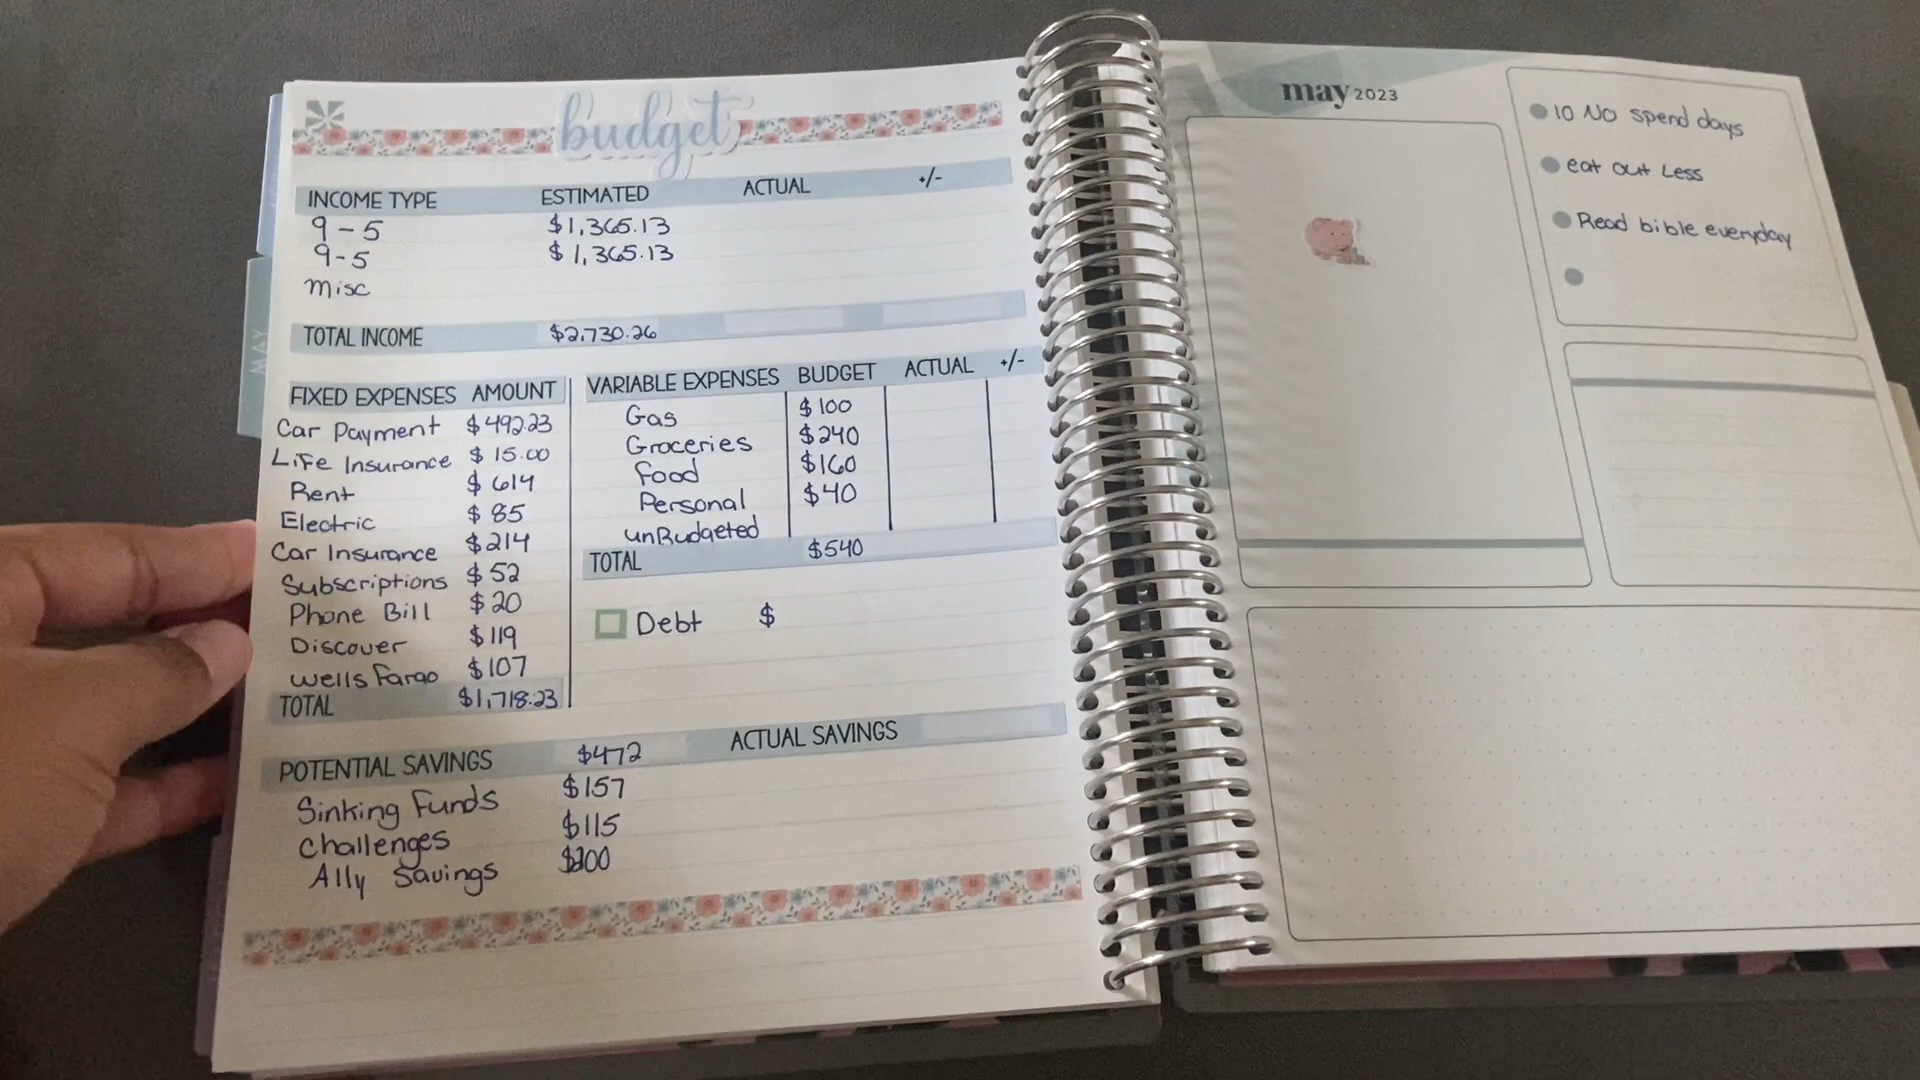 budget
INCOME TYPE ESTIMATED ACTUAL +/-
9-5 $1,365.13
9-5 $1,365.13
Misc
TOTAL INCOME $2,730.26
FIXED EXPENSES AMOUNT
Car Payment $492.23
Life Insurance $15.00
Rent $614
Electric $85
Car Insurance $214
Subscriptions $52
Phone Bill $20
Discover $119
Wells Fargo $107
TOTAL $1,718.23
VARIABLE EXPENSES BUDGET ACTUAL +/-
Gas $100
Groceries $240
Food $160
Personal $40
unBudgeted
TOTAL $540
Debt $
POTENTIAL SAVINGS $472 ACTUAL SAVINGS
Sinking Funds $157
Challenges $115
Ally Savings $200
MAY
may 2023
10 No spend days
eat out Less
Read bible everyday